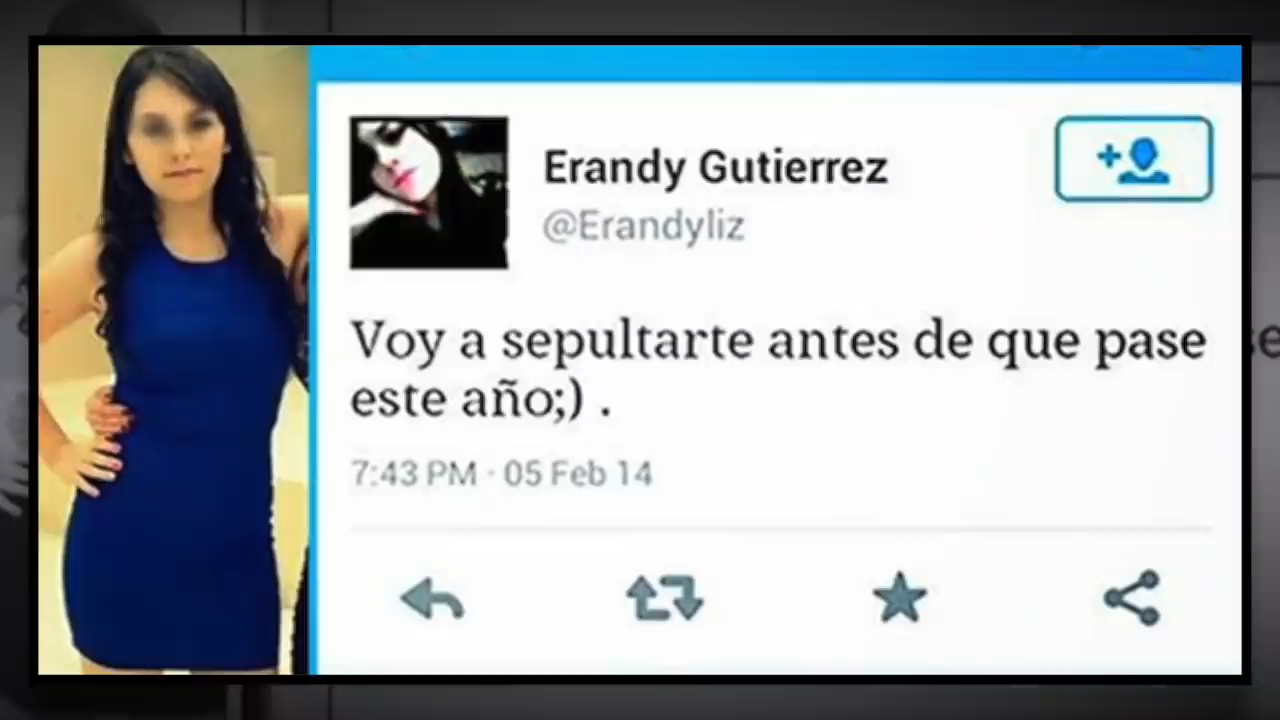 Erandy Gutierrez
@Erandyliz
Voy a sepultarte antes de que pase
este año;) .
7:43 PM · 05 Feb 14